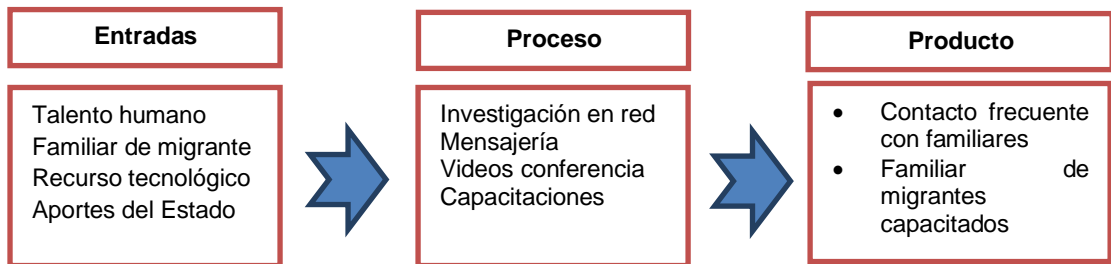 Entradas
Talento humano
Familiar de migrante
Recurso tecnológico
Aportes del Estado
Proceso
Investigación en red
Mensajería
Videos conferencia
Capacitaciones
Producto
• Contacto frecuente
con familiares
• Familiar de
migrantes
capacitados